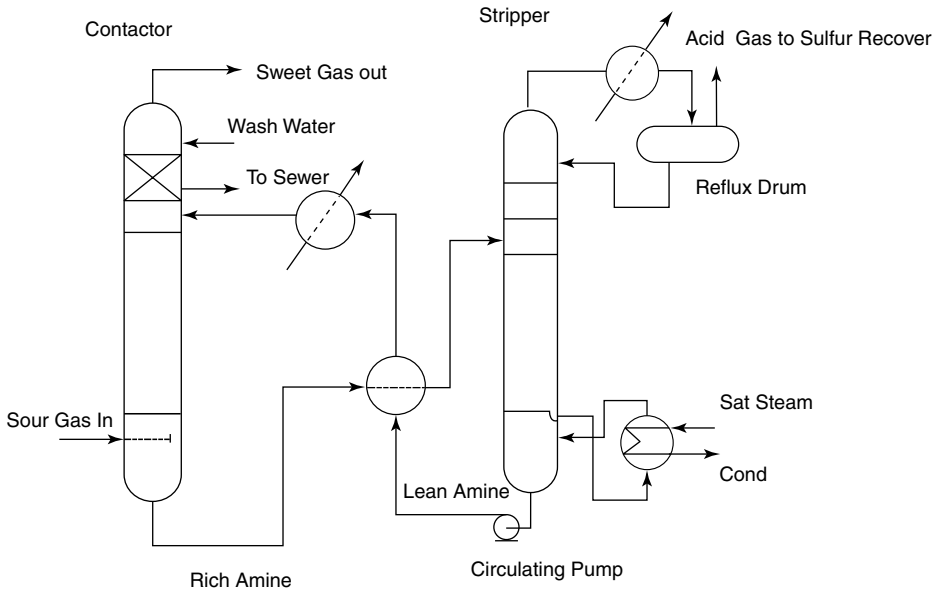 Stripper
Contactor
Acid Gas to Sulfur Recover
Sweet Gas out
Wash Water
To Sewer
Reflux Drum
Sour Gas In
Sat Steam
Cond
Lean Amine
Circulating Pump
Rich Amine